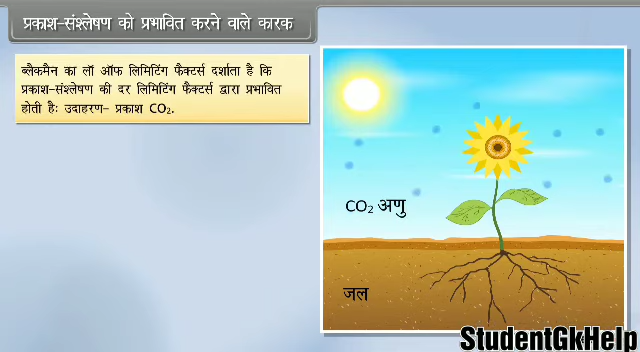 प्रकाश-संश्लेषण को प्रभावित करने वाले कारक
ब्लैकमैन का लॉ ऑफ लिमिटिंग फैक्टर्स दर्शाता है कि
प्रकाश-संश्लेषण की दर लिमिटिंग फैक्टर्स द्वारा प्रभावित
होती हैः उदाहरण– प्रकाश CO₂.
CO₂ अणु
जल
StudentGkHelp